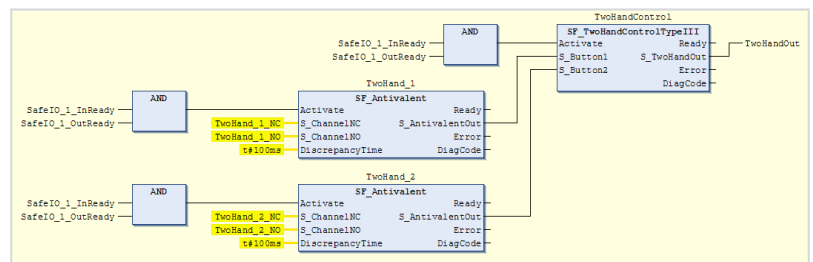 TwoHandControl
AND SF_TwoHandControlTypeIII
SafeIO_1_InReady Activate Ready TwoHandOut
SafeIO_1_OutReady S_Button1 S_TwoHandOut
S_Button2 Error
DiagCode
TwoHand_1
AND SF_Antivalent
SafeIO_1_InReady Activate Ready
SafeIO_1_OutReady TwoHand_1_NC S_ChannelNC S_AntivalentOut
TwoHand_1_NO S_ChannelNO Error
t#100ms DiscrepancyTime DiagCode
TwoHand_2
AND SF_Antivalent
SafeIO_1_InReady Activate Ready
SafeIO_1_OutReady TwoHand_2_NC S_ChannelNC S_AntivalentOut
TwoHand_2_NO S_ChannelNO Error
t#100ms DiscrepancyTime DiagCode